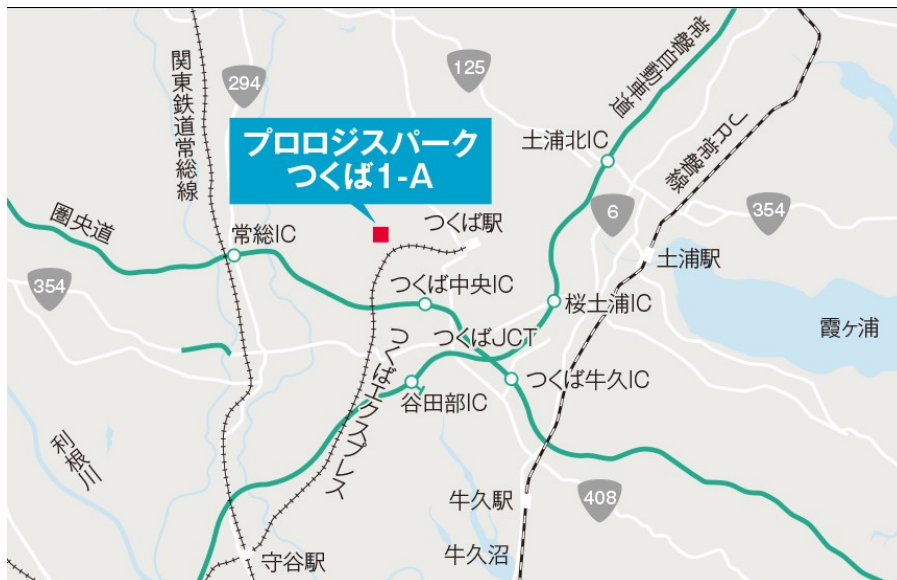 関東鉄道常総線
294
125
常磐自動車道
JR常磐線
土浦北IC
プロロジスパーク
つくば1-A
6
354
圏央道
常総IC
つくば駅
土浦駅
354
つくば中央IC
桜土浦IC
霞ヶ浦
つくばJCT
つくばエクスプレス
谷田部IC
つくば牛久IC
利根川
牛久駅
408
守谷駅
牛久沼